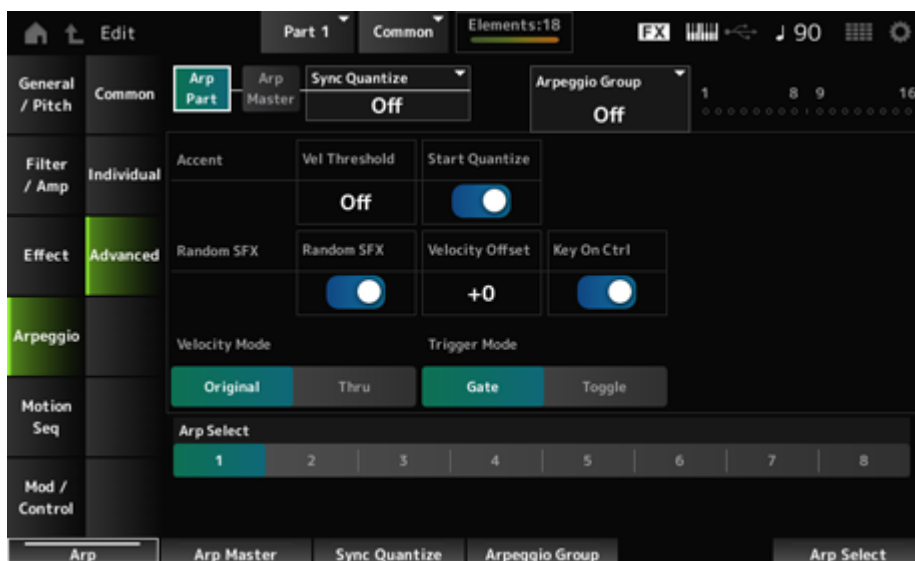 Edit
Part 1
Common
Elements:18
FX
♩ 90
General / Pitch
Common
Arp Part
Arp Master
Sync Quantize
Off
Arpeggio Group
Off
1 8 9 16
Filter / Amp
Individual
Accent
Vel Threshold
Off
Start Quantize
Effect
Advanced
Random SFX
Random SFX
Velocity Offset
+0
Key On Ctrl
Arpeggio
Velocity Mode
Trigger Mode
Original
Thru
Gate
Toggle
Motion Seq
Arp Select
1 2 3 4 5 6 7 8
Mod / Control
Arp
Arp Master
Sync Quantize
Arpeggio Group
Arp Select